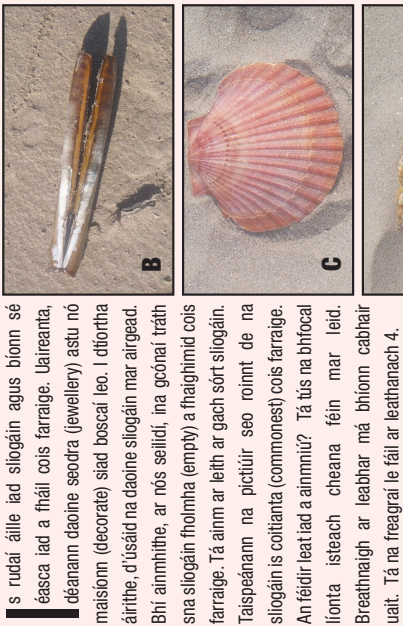 s rudaí áille iad sliogáin agus bíonn sé
éasca iad a fháil cois farraige. Uaireanta,
déanann daoine seodra (jewellery) astu nó
maisíonn (decorate) siad boscaí leo. I dtíortha
áirithe, d'úsáid na daoine sliogáin mar airgead.
Bhí ainmhithe, ar nós seilidí, ina gcónaí tráth
sna sliogáin fholmha (empty) a fhaighimid cois
farraige. Tá ainm ar leith ar gach sórt sliogáin.
Taispeánann na pictiúir seo roinnt de na
sliogáin is coitianta (commonest) cois farraige.
An féidir leat iad a ainmniú? Tá tús na bhfocal
líonta isteach cheana féin mar leid.
Breathnaigh ar leabhar má bhíonn cabhair
uait. Tá na freagraí le fáil ar leathanach 4.
B
C